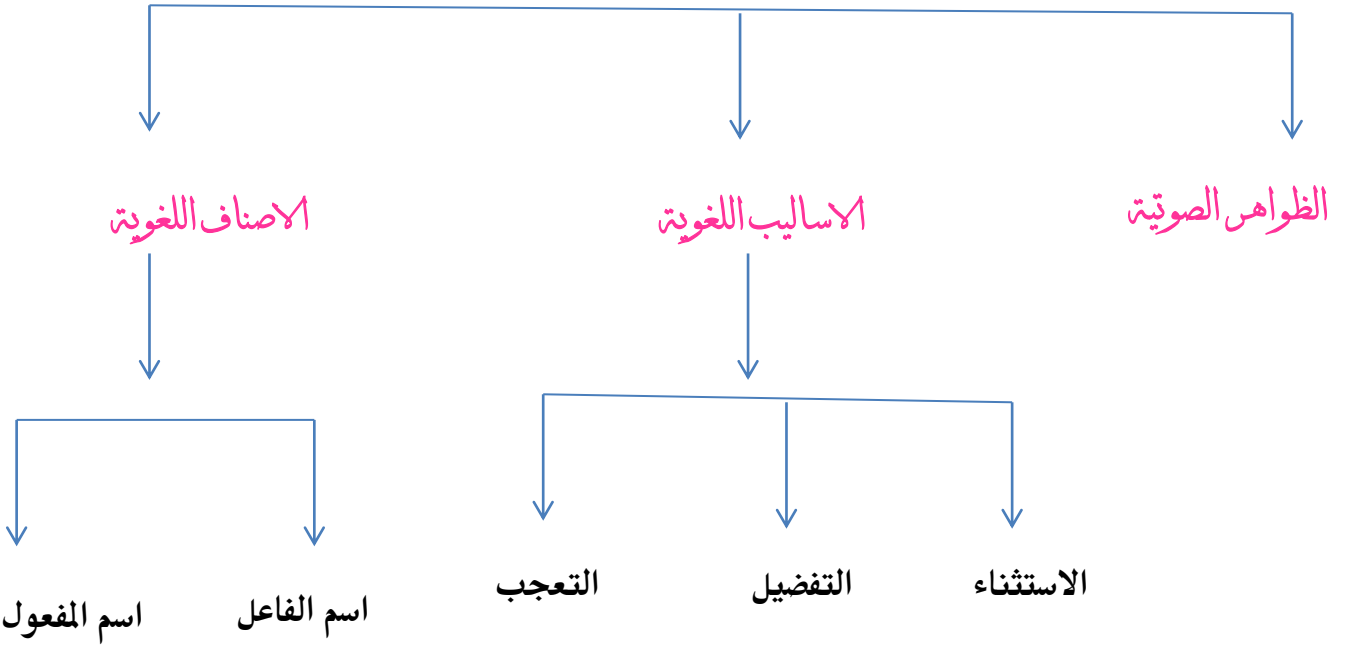 الظواهر الصوتية
الاساليب اللغوية
الاصناف اللغوية
الاستثناء
التفضيل
التعجب
اسم الفاعل
اسم المفعول